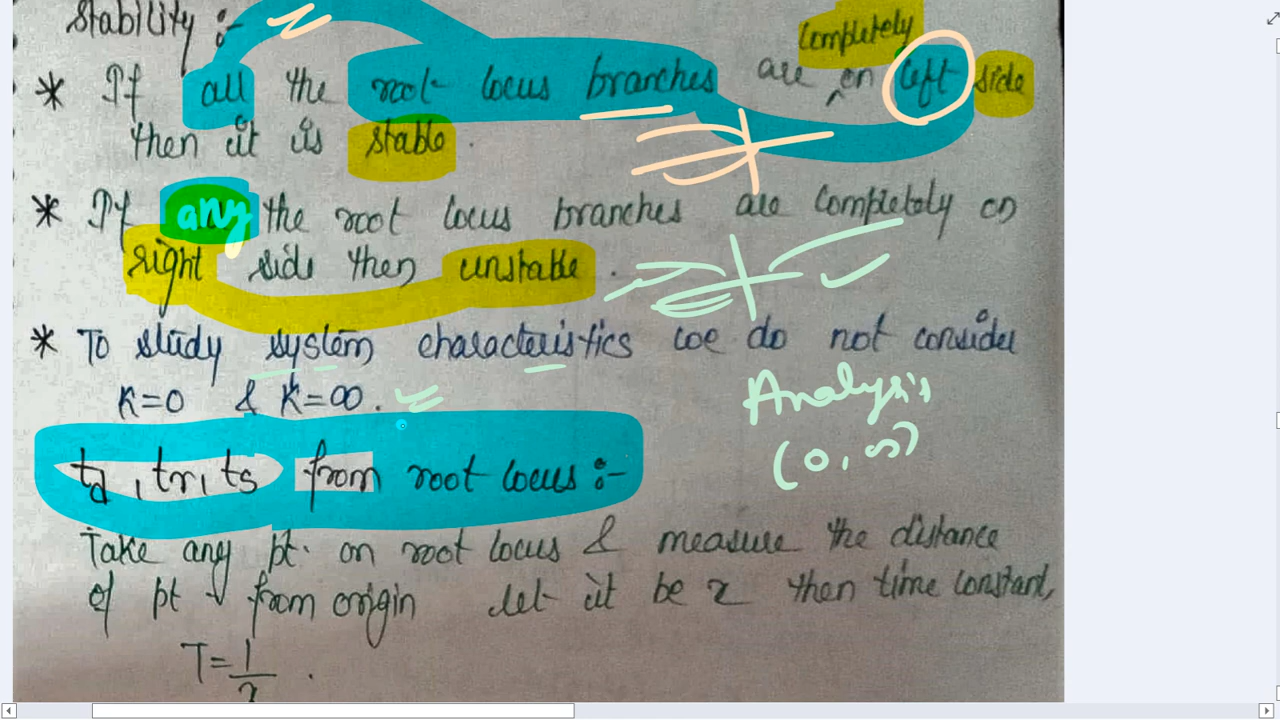 Stability :-
completely
* If all the root locus branches are ^ on left side
then it is stable.
* If any the root locus branches are completely on
right side then unstable.
* To study system characteristics we do not consider
K=0 & K=∞.
Analysis
(0, ∞)
td, tr, ts from root locus :-
Take any pt. on root locus & measure the distance
of pt from origin let it be x then time constant,
T = 1/x.